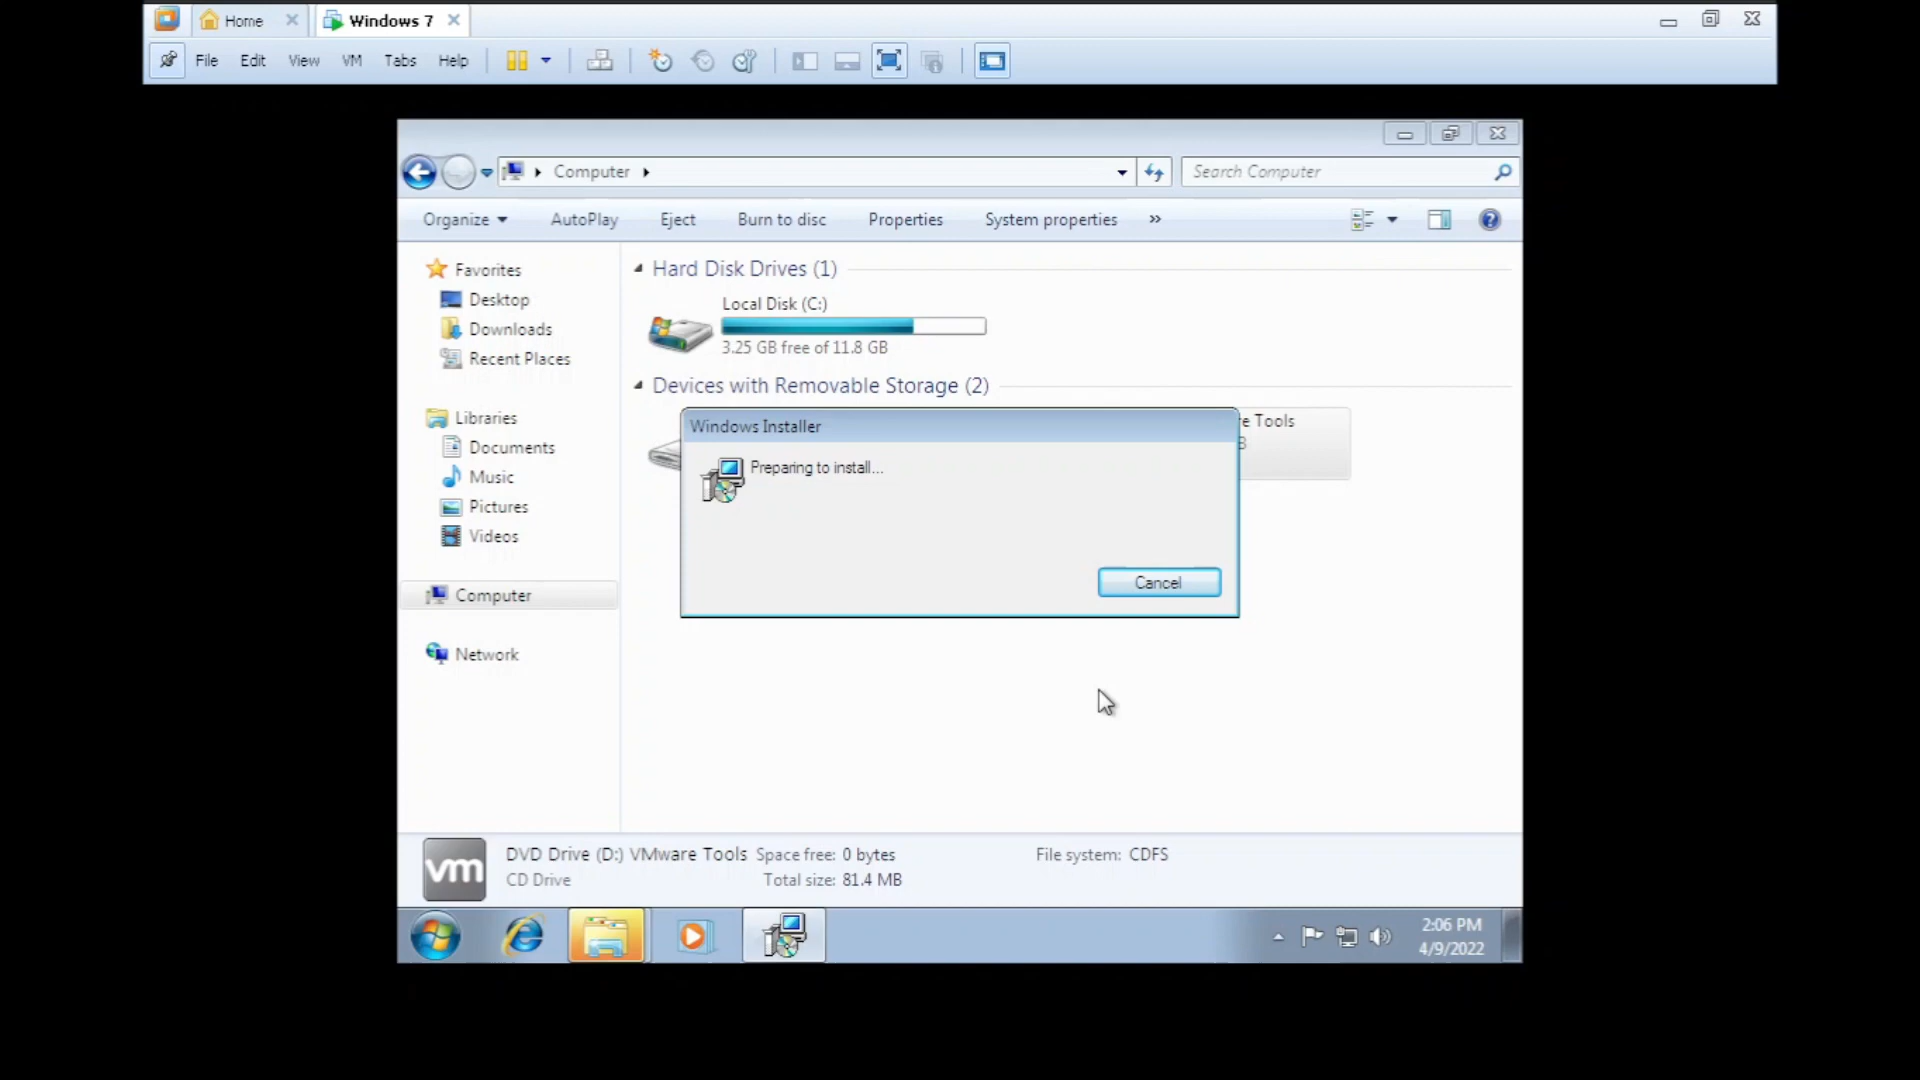 Home
Windows 7
File Edit View VM Tabs Help
Computer
Search Computer
Organize AutoPlay Eject Burn to disc Properties System properties »
Favorites
Desktop
Downloads
Recent Places
Libraries
Documents
Music
Pictures
Videos
Computer
Network
Hard Disk Drives (1)
Local Disk (C:)
3.25 GB free of 11.8 GB
Devices with Removable Storage (2)
e Tools
Windows Installer
Preparing to install...
Cancel
vm
DVD Drive (D:) VMware Tools Space free: 0 bytes File system: CDFS
CD Drive Total size: 81.4 MB
2:06 PM
4/9/2022